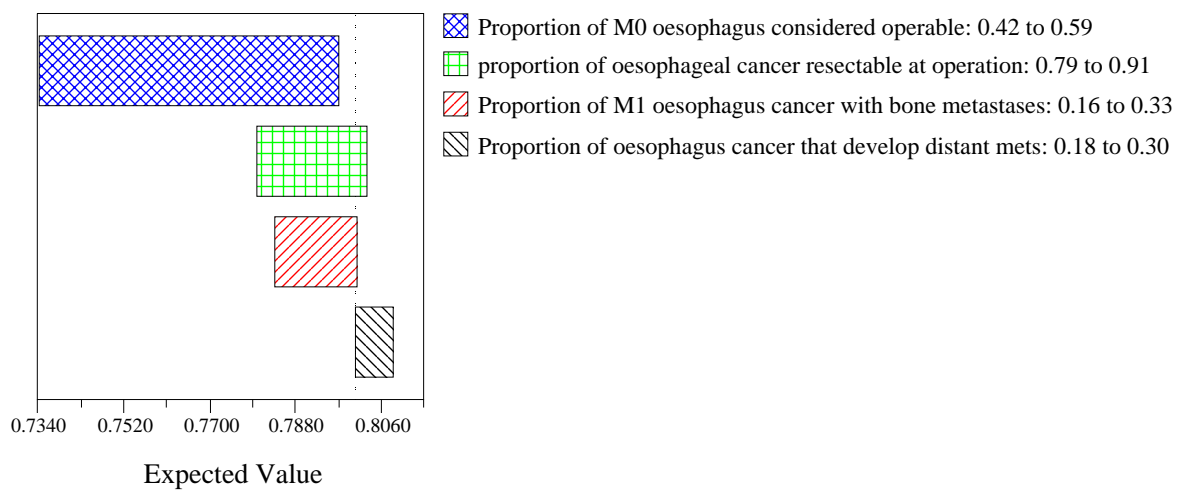 Proportion of M0 oesophagus considered operable: 0.42 to 0.59
proportion of oesophageal cancer resectable at operation: 0.79 to 0.91
Proportion of M1 oesophagus cancer with bone metastases: 0.16 to 0.33
Proportion of oesophagus cancer that develop distant mets: 0.18 to 0.30
0.7340 0.7520 0.7700 0.7880 0.8060
Expected Value